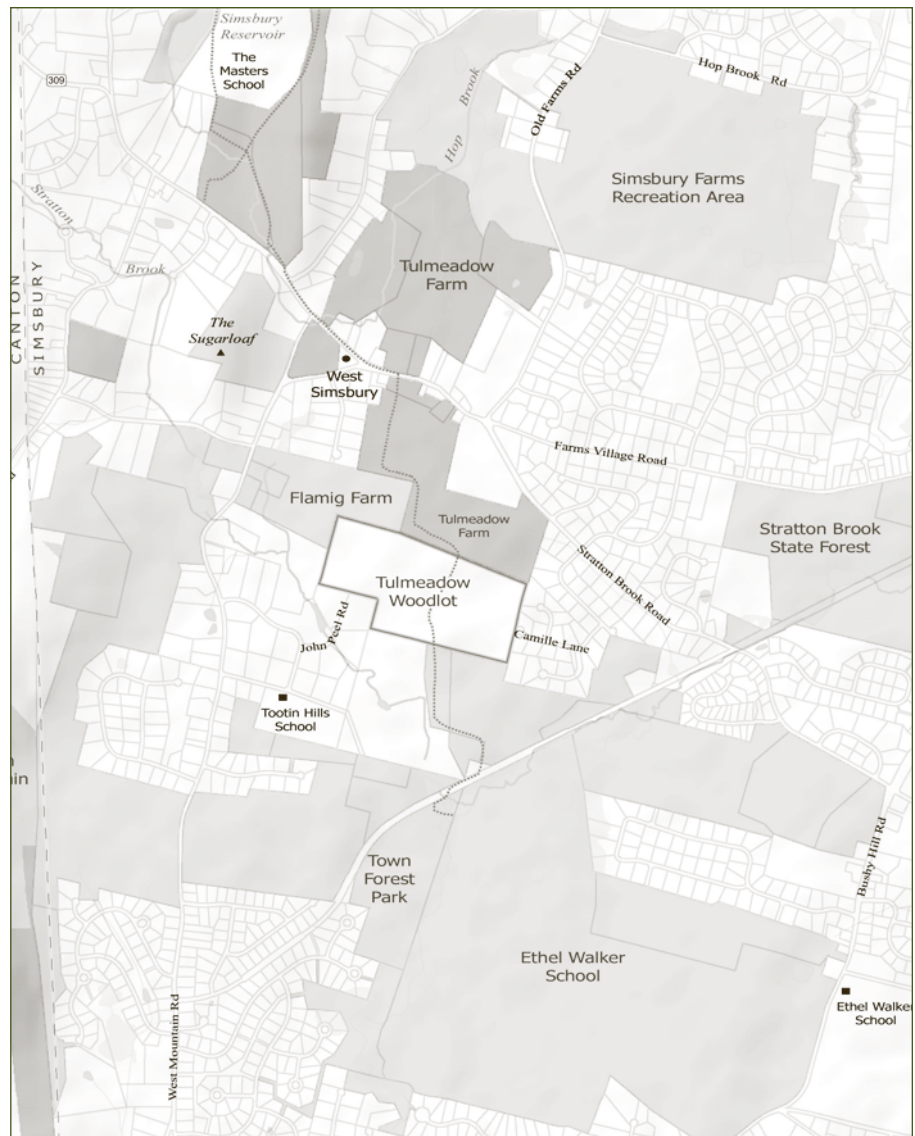 Simsbury
Reservoir
The
Masters
School
309
Hop Brook
Old Farms Rd
Hop Brook Rd
Simsbury Farms
Recreation Area
Stratton
Brook
CANTON
SIMSBURY
Tulmeadow
Farm
The
Sugarloaf
West
Simsbury
Farms Village Road
Flamig Farm
Tulmeadow
Farm
Stratton Brook
State Forest
Tulmeadow
Woodlot
Stratton Brook Road
John Peel Rd
Camille Lane
Tootin Hills
School
ain
Town
Forest
Park
Bushy Hill Rd
Ethel Walker
School
Ethel Walker
School
West Mountain Rd